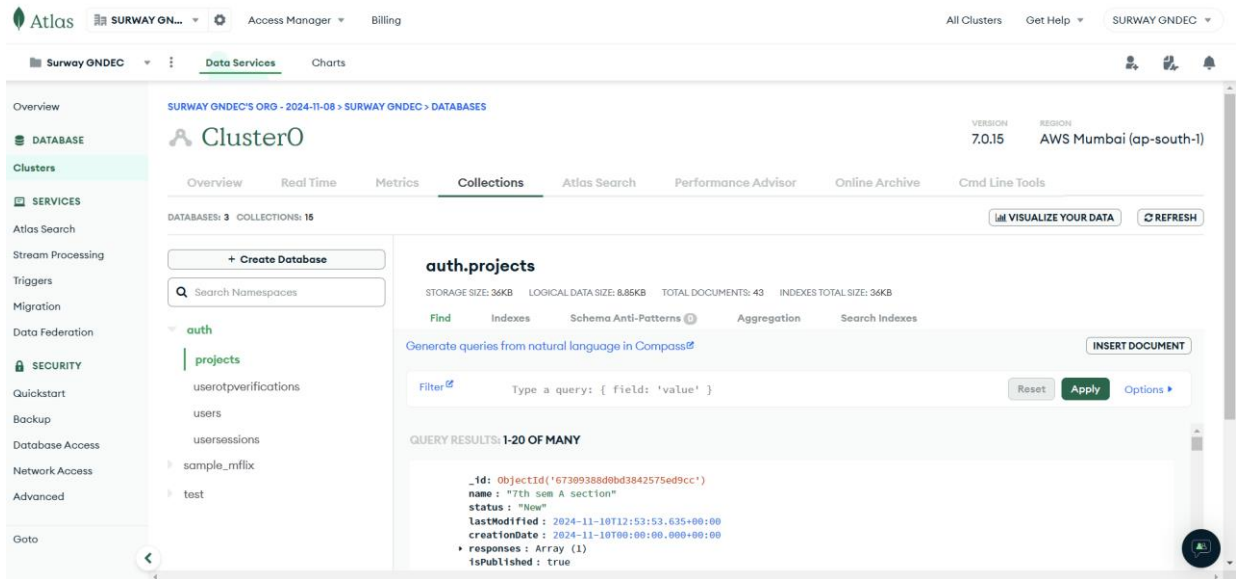 Atlas SURWAY GN... Access Manager Billing All Clusters Get Help SURWAY GNDEC
Surway GNDEC Data Services Charts
Overview
DATABASE
Clusters
SERVICES
Atlas Search
Stream Processing
Triggers
Migration
Data Federation
SECURITY
Quickstart
Backup
Database Access
Network Access
Advanced
Goto
SURWAY GNDEC'S ORG - 2024-11-08 > SURWAY GNDEC > DATABASES
Cluster0
VERSION REGION
7.0.15 AWS Mumbai (ap-south-1)
Overview Real Time Metrics Collections Atlas Search Performance Advisor Online Archive Cmd Line Tools
DATABASES: 3 COLLECTIONS: 15 VISUALIZE YOUR DATA REFRESH
+ Create Database
Search Namespaces
auth
projects
userotpverifications
users
usersessions
sample_mflix
test
auth.projects
STORAGE SIZE: 36KB LOGICAL DATA SIZE: 8.85KB TOTAL DOCUMENTS: 43 INDEXES TOTAL SIZE: 36KB
Find Indexes Schema Anti-Patterns 0 Aggregation Search Indexes
Generate queries from natural language in Compass INSERT DOCUMENT
Filter Type a query: { field: 'value' } Reset Apply Options
QUERY RESULTS: 1-20 OF MANY
_id: ObjectId('67309388d0bd3842575ed9cc')
name : "7th sem A section"
status : "New"
lastModified : 2024-11-10T12:53:53.635+00:00
creationDate : 2024-11-10T00:00:00.000+00:00
responses : Array (1)
isPublished : true